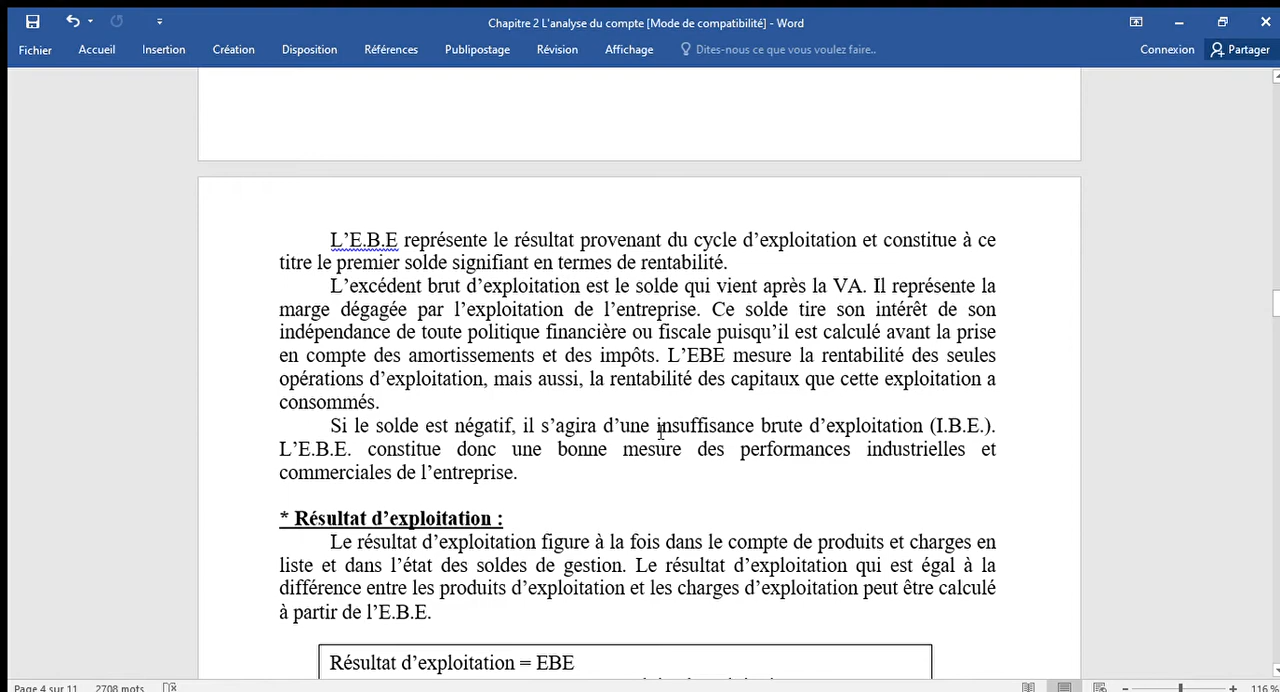 Chapitre 2 L'analyse du compte [Mode de compatibilité] - Word
Fichier Accueil Insertion Création Disposition Références Publipostage Révision Affichage Dites-nous ce que vous voulez faire.. Connexion Partager
L’E.B.E représente le résultat provenant du cycle d’exploitation et constitue à ce
titre le premier solde signifiant en termes de rentabilité.
L’excédent brut d’exploitation est le solde qui vient après la VA. Il représente la
marge dégagée par l’exploitation de l’entreprise. Ce solde tire son intérêt de son
indépendance de toute politique financière ou fiscale puisqu’il est calculé avant la prise
en compte des amortissements et des impôts. L’EBE mesure la rentabilité des seules
opérations d’exploitation, mais aussi, la rentabilité des capitaux que cette exploitation a
consommés.
Si le solde est négatif, il s’agira d’une insuffisance brute d’exploitation (I.B.E.).
L’E.B.E. constitue donc une bonne mesure des performances industrielles et
commerciales de l’entreprise.
* Résultat d’exploitation :
Le résultat d’exploitation figure à la fois dans le compte de produits et charges en
liste et dans l’état des soldes de gestion. Le résultat d’exploitation qui est égal à la
différence entre les produits d’exploitation et les charges d’exploitation peut être calculé
à partir de l’E.B.E.
Résultat d’exploitation = EBE
Page 4 sur 11 2708 mots 116 %